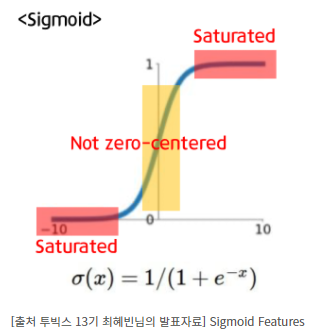 <Sigmoid>
Saturated
1
Not zero-centered
-10
0
10
Saturated
σ(x) = 1/(1 + e^{-x})
[출처 투빅스 13기 최혜빈님의 발표자료] Sigmoid Features